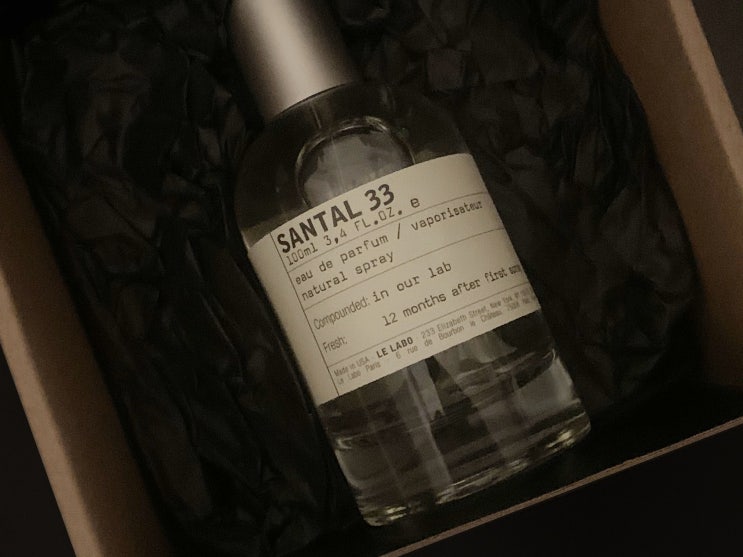 SANTAL 33
100ml 3,4 FL.OZ. e
eau de parfum / vaporisateur
natural spray
Compounded: in our lab
Fresh: 12 months after first
Made in USA LE LABO 233 Elizabeth Street, New York
Le Labo Paris - 6 rue de Bourbon le Château,